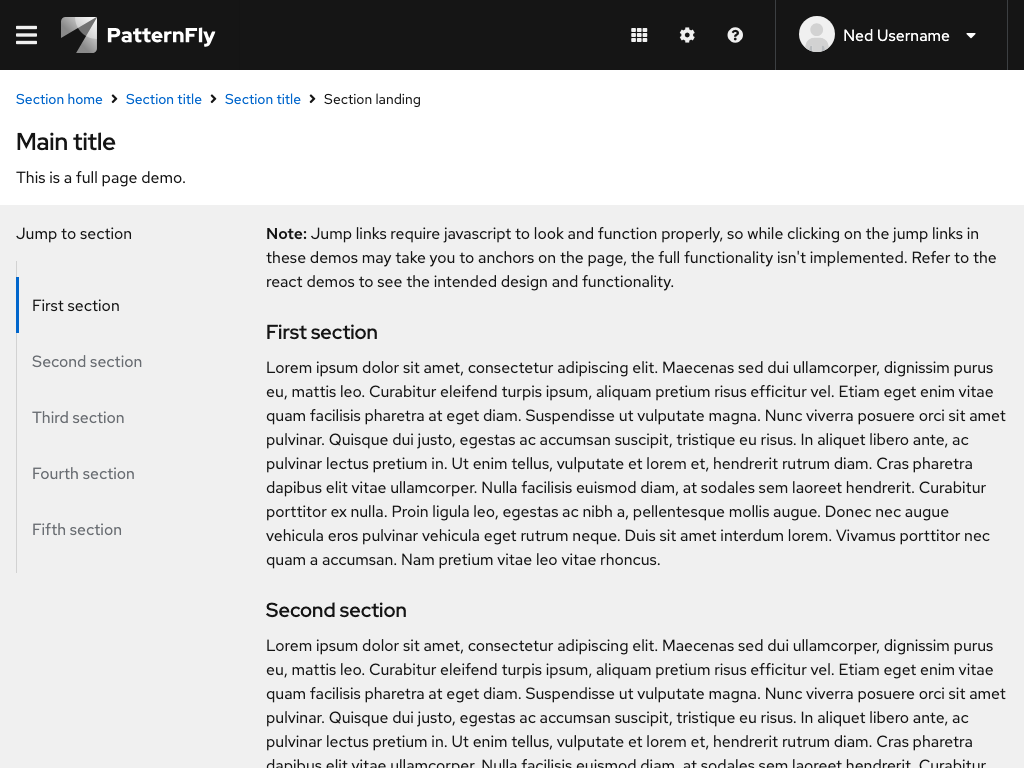 PatternFly
Ned Username
Section home Section title Section title Section landing
Main title
This is a full page demo.
Jump to section
First section
Second section
Third section
Fourth section
Fifth section
Note: Jump links require javascript to look and function properly, so while clicking on the jump links in
these demos may take you to anchors on the page, the full functionality isn't implemented. Refer to the
react demos to see the intended design and functionality.
First section
Lorem ipsum dolor sit amet, consectetur adipiscing elit. Maecenas sed dui ullamcorper, dignissim purus
eu, mattis leo. Curabitur eleifend turpis ipsum, aliquam pretium risus efficitur vel. Etiam eget enim vitae
quam facilisis pharetra at eget diam. Suspendisse ut vulputate magna. Nunc viverra posuere orci sit amet
pulvinar. Quisque dui justo, egestas ac accumsan suscipit, tristique eu risus. In aliquet libero ante, ac
pulvinar lectus pretium in. Ut enim tellus, vulputate et lorem et, hendrerit rutrum diam. Cras pharetra
dapibus elit vitae ullamcorper. Nulla facilisis euismod diam, at sodales sem laoreet hendrerit. Curabitur
porttitor ex nulla. Proin ligula leo, egestas ac nibh a, pellentesque mollis augue. Donec nec augue
vehicula eros pulvinar vehicula eget rutrum neque. Duis sit amet interdum lorem. Vivamus porttitor nec
quam a accumsan. Nam pretium vitae leo vitae rhoncus.
Second section
Lorem ipsum dolor sit amet, consectetur adipiscing elit. Maecenas sed dui ullamcorper, dignissim purus
eu, mattis leo. Curabitur eleifend turpis ipsum, aliquam pretium risus efficitur vel. Etiam eget enim vitae
quam facilisis pharetra at eget diam. Suspendisse ut vulputate magna. Nunc viverra posuere orci sit amet
pulvinar. Quisque dui justo, egestas ac accumsan suscipit, tristique eu risus. In aliquet libero ante, ac
pulvinar lectus pretium in. Ut enim tellus, vulputate et lorem et, hendrerit rutrum diam. Cras pharetra
dapibus elit vitae ullamcorper. Nulla facilisis euismod diam, at sodales sem laoreet hendrerit. Curabitur